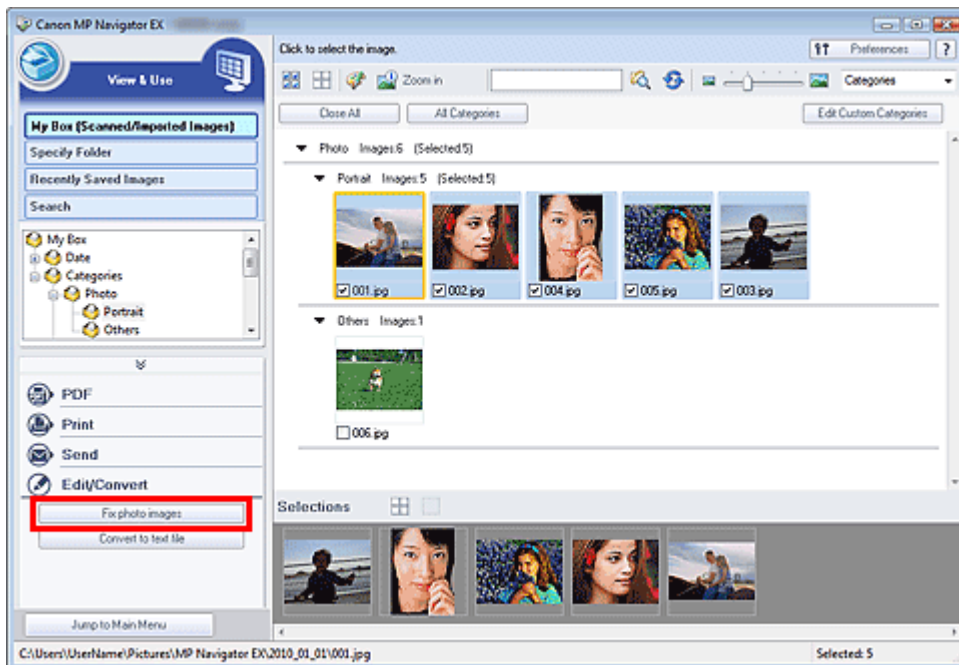 Canon MP Navigator EX
View & Use
My Box (Scanned/Imported Images)
Specify Folder
Recently Saved Images
Search
My Box
Date
Categories
Photo
Portrait
Others
PDF
Print
Send
Edit/Convert
Fix photo images
Convert to text file
Jump to Main Menu
Click to select the image.
Preferences
?
Zoom in
Categories
Close All
All Categories
Edit Custom Categories
Photo Images:6 (Selected:5)
Portrait Images:5 (Selected:5)
001.jpg 002.jpg 004.jpg 005.jpg 003.jpg
Others Images:1
006.jpg
Selections
C:\Users\UserName\Pictures\MP Navigator EX\2010_01_01\001.jpg
Selected: 5